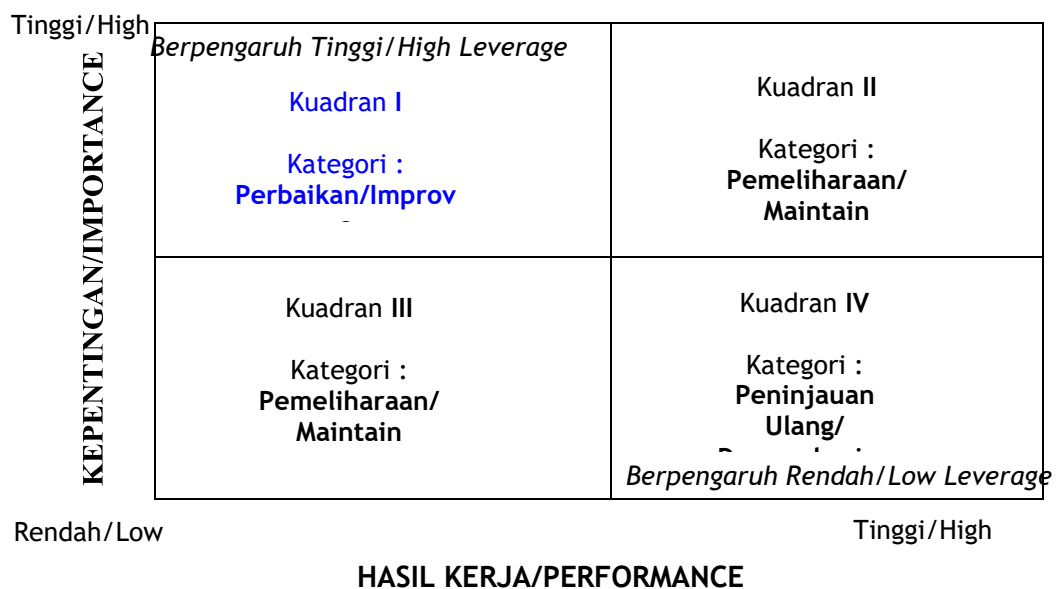 Tinggi/High
Berpengaruh Tinggi/High Leverage
Kuadran I
Kategori :
Perbaikan/Improv
Kuadran II
Kategori :
Pemeliharaan/
Maintain
KEPENTINGAN/IMPORTANCE
Kuadran III
Kategori :
Pemeliharaan/
Maintain
Kuadran IV
Kategori :
Peninjauan
Ulang/
Berpengaruh Rendah/Low Leverage
Rendah/Low
Tinggi/High
HASIL KERJA/PERFORMANCE